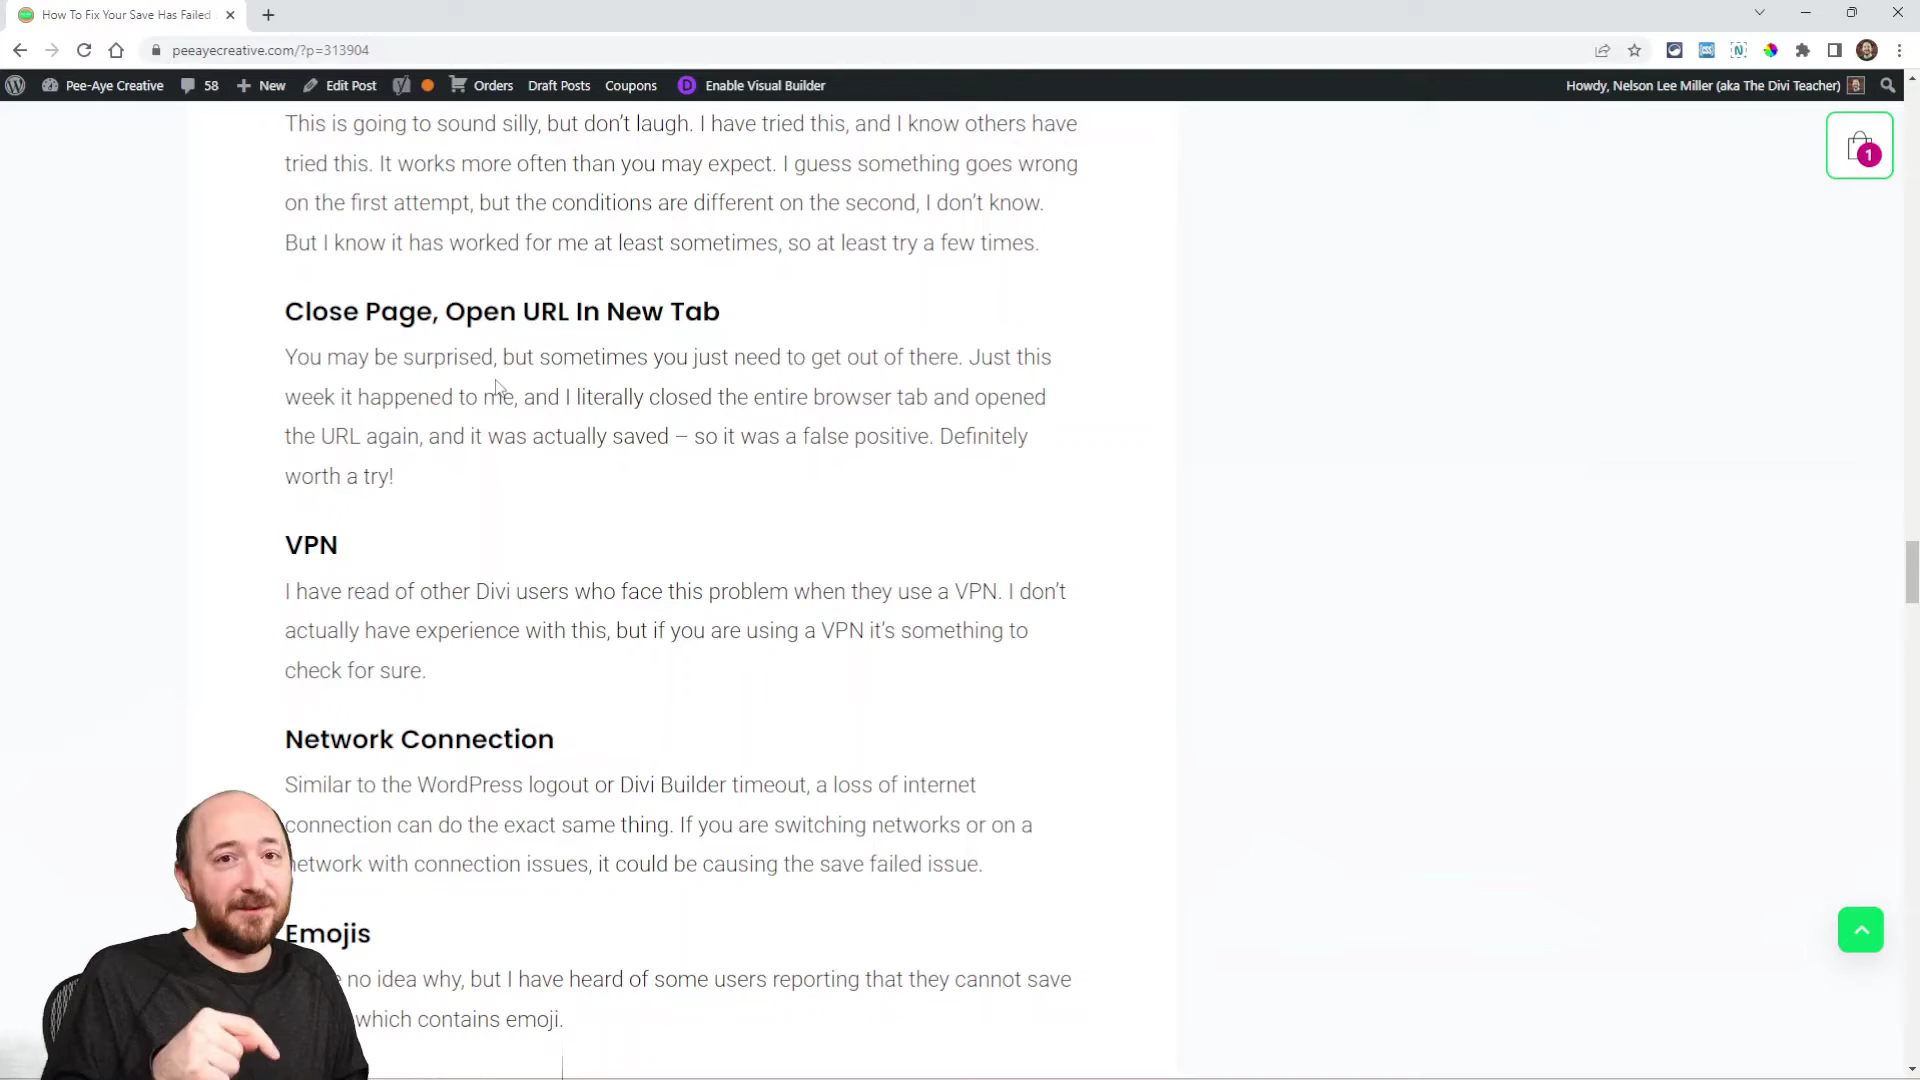 How To Fix Your Save Has Failed
peeayecreative.com/?p=313904
Pee-Aye Creative 58 New Edit Post Orders Draft Posts Coupons Enable Visual Builder Howdy, Nelson Lee Miller (aka The Divi Teacher)
1
This is going to sound silly, but don’t laugh. I have tried this, and I know others have
tried this. It works more often than you may expect. I guess something goes wrong
on the first attempt, but the conditions are different on the second, I don’t know.
But I know it has worked for me at least sometimes, so at least try a few times.
Close Page, Open URL In New Tab
You may be surprised, but sometimes you just need to get out of there. Just this
week it happened to me, and I literally closed the entire browser tab and opened
the URL again, and it was actually saved – so it was a false positive. Definitely
worth a try!
VPN
I have read of other Divi users who face this problem when they use a VPN. I don’t
actually have experience with this, but if you are using a VPN it’s something to
check for sure.
Network Connection
Similar to the WordPress logout or Divi Builder timeout, a loss of internet
connection can do the exact same thing. If you are switching networks or on a
network with connection issues, it could be causing the save failed issue.
Emojis
no idea why, but I have heard of some users reporting that they cannot save
which contains emoji.